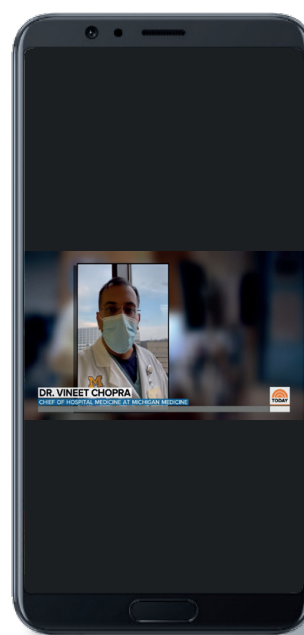 M
DR. VINEET CHOPRA
CHIEF OF HOSPITAL MEDICINE AT MICHIGAN MEDICINE
TODAY